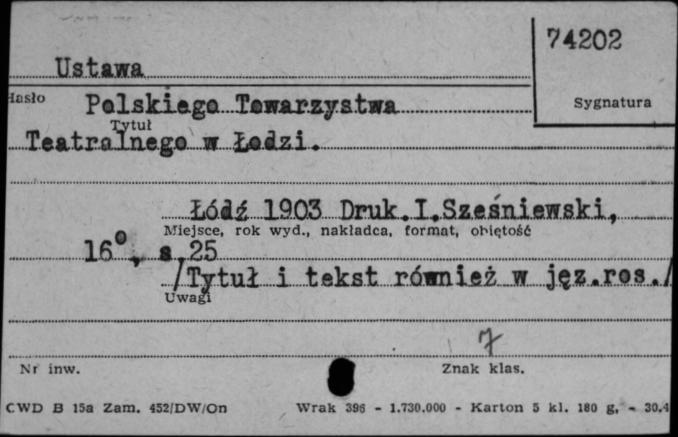 74202
Ustawa
Hasło
Polskiego Towarzystwa
Sygnatura
Tytuł
Teatralnego w Łodzi.
Łódź 1903 Druk.I.Sześniewski,
Miejsce, rok wyd., nakładca, format, objętość
16°, s.25
/Tytuł i tekst również w jęz.ros./
Uwagi
7
Nr inw.
Znak klas.
CWD B 15a Zam. 452/DW/On
Wrak 396 - 1.730.000 - Karton 5 kl. 180 g, - 30.4